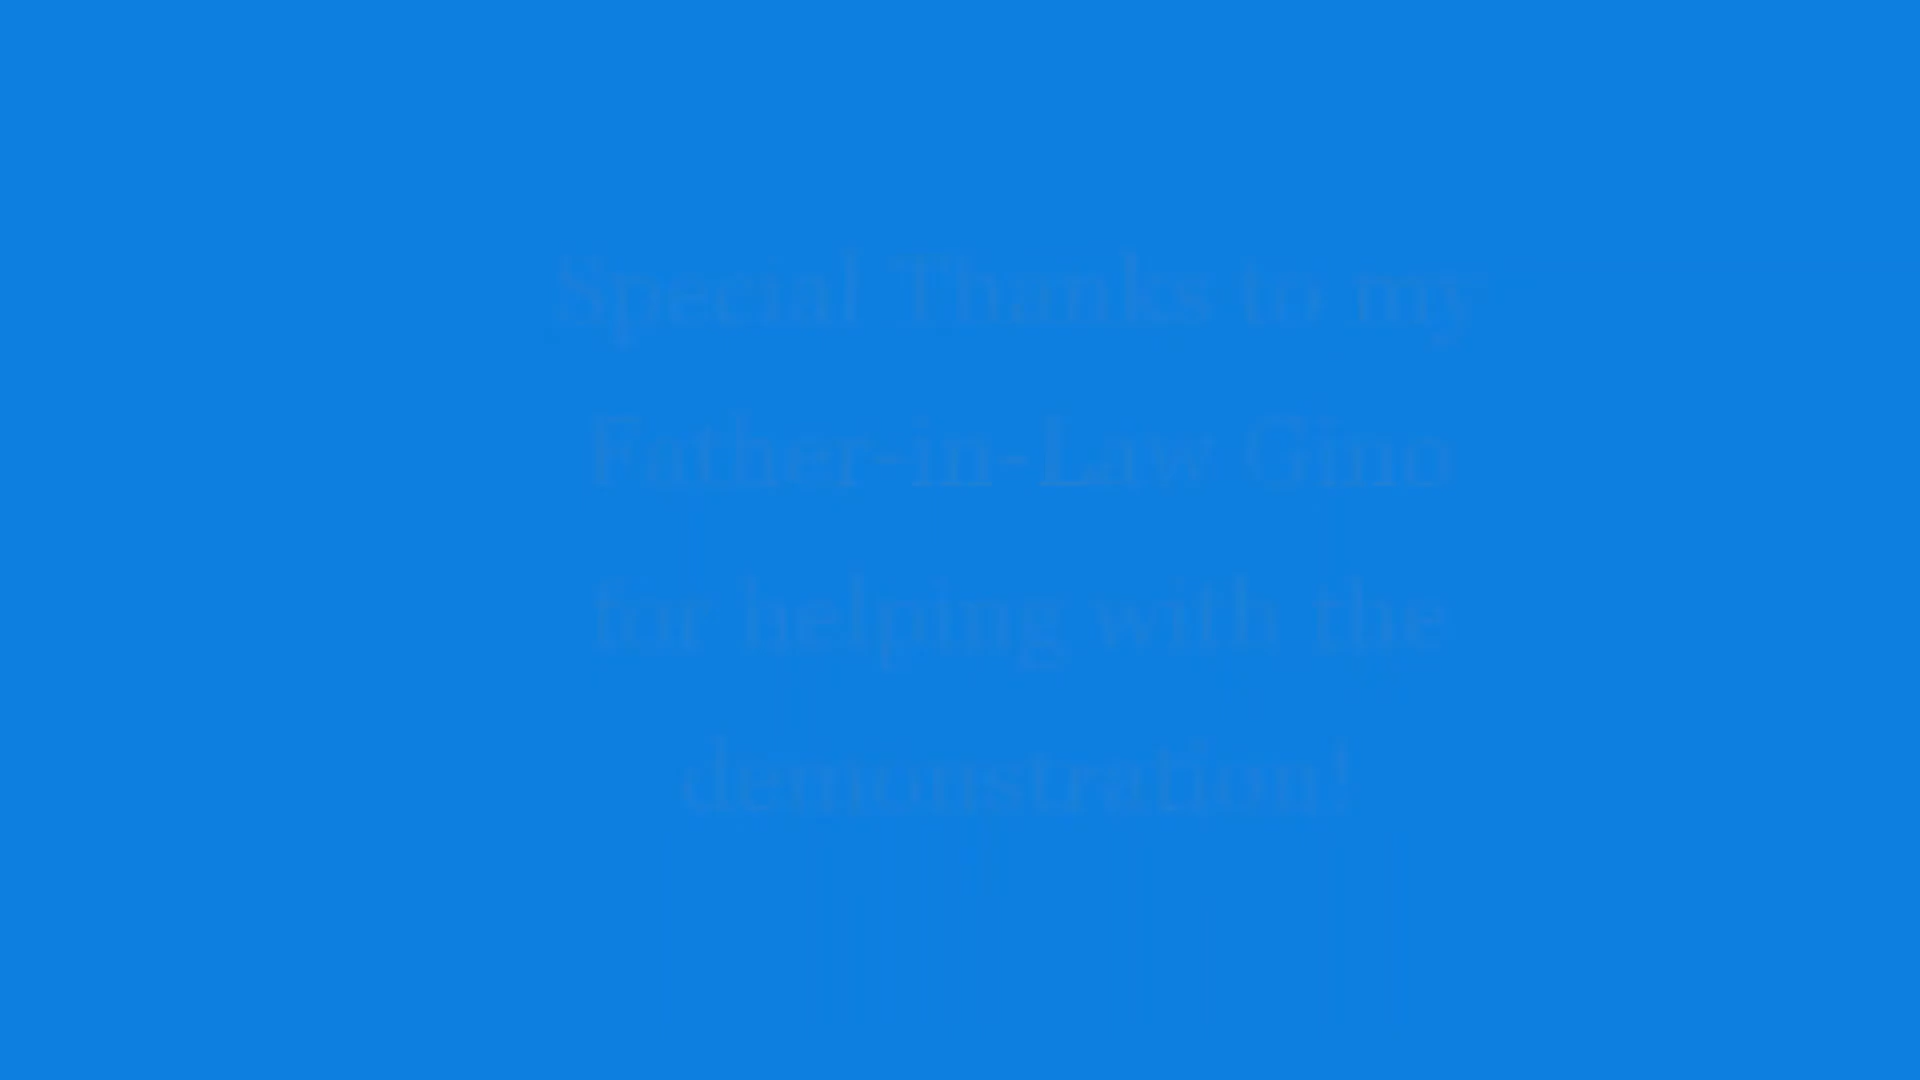 Special Thanks to my
Father-in-Law Gino
for helping with the
demonstration!